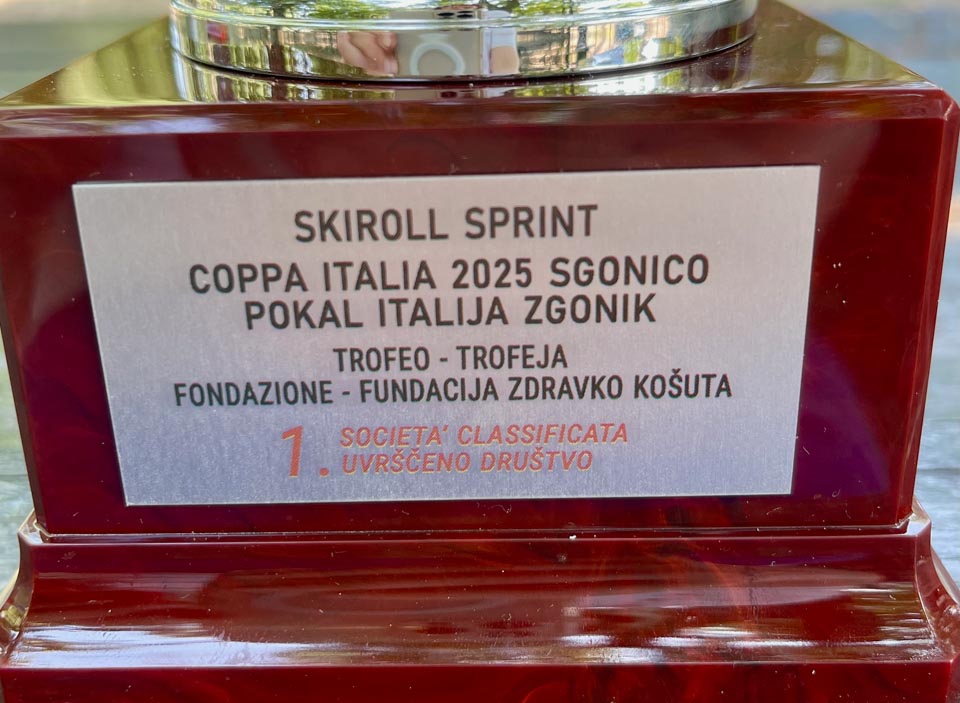 SKIROLL SPRINT
COPPA ITALIA 2025 SGONICO
POKAL ITALIJA ZGONIK
TROFEO - TROFEJA
FONDAZIONE - FUNDACIJA ZDRAVKO KOŠUTA
1. SOCIETA' CLASSIFICATA
UVRŠČENO DRUŠTVO